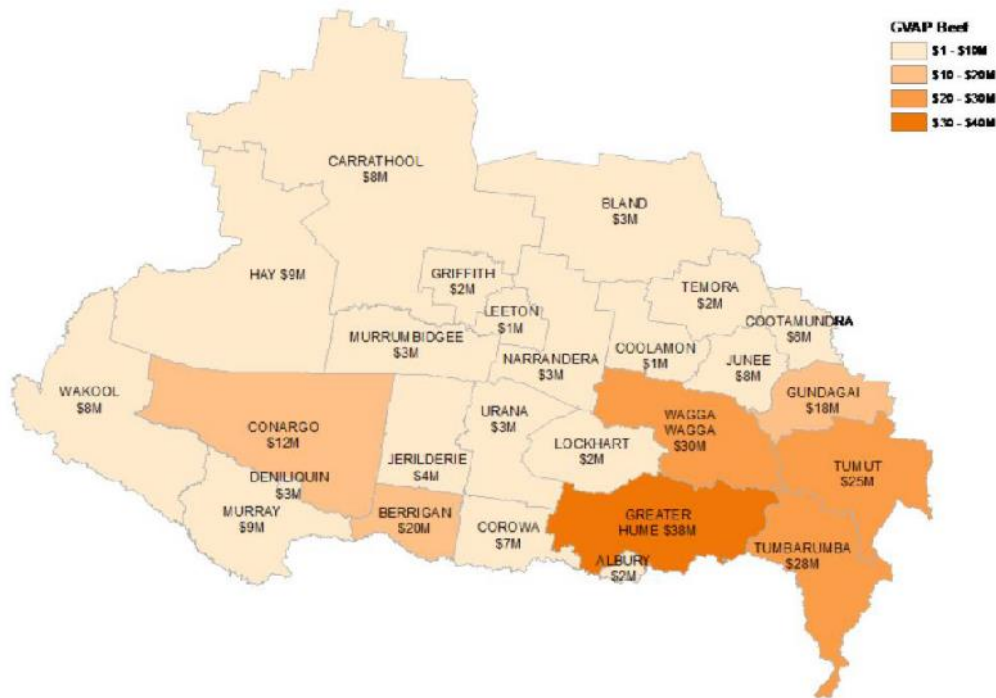 GVAP Beef
$1 - $10M
$10 - $20M
$20 - $30M
$30 - $40M
CARRATHOOL
$8M
BLAND
$3M
HAY $9M
GRIFFITH
$2M
TEMORA
$2M
LEETON
$1M
COOTAMUNDRA
$6M
MURRUMBIDGEE
$3M
NARRANDERA
$3M
COOLAMON
$1M
JUNEE
$8M
WAKOOL
$8M
GUNDAGAI
$18M
CONARGO
$12M
URANA
$3M
WAGGA
WAGGA
$30M
LOCKHART
$2M
JERILDERIE
$4M
TUMUT
$25M
DENILIQUIN
$3M
MURRAY
$9M
BERRIGAN
$20M
COROWA
$7M
GREATER
HUME $38M
TUMBARUMBA
$28M
ALBURY
$2M